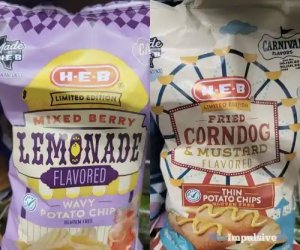 Made
H-E-B
LIMITED EDITION
MIXED BERRY
LEMONADE
FLAVORED
WAVY
POTATO CHIPS
CARNIVAL
FLAVORS
H-E-B
LIMITED EDITION
FRIED
CORNDOG
& MUSTARD
FLAVORED
THIN
POTATO CHIPS
Impulsive